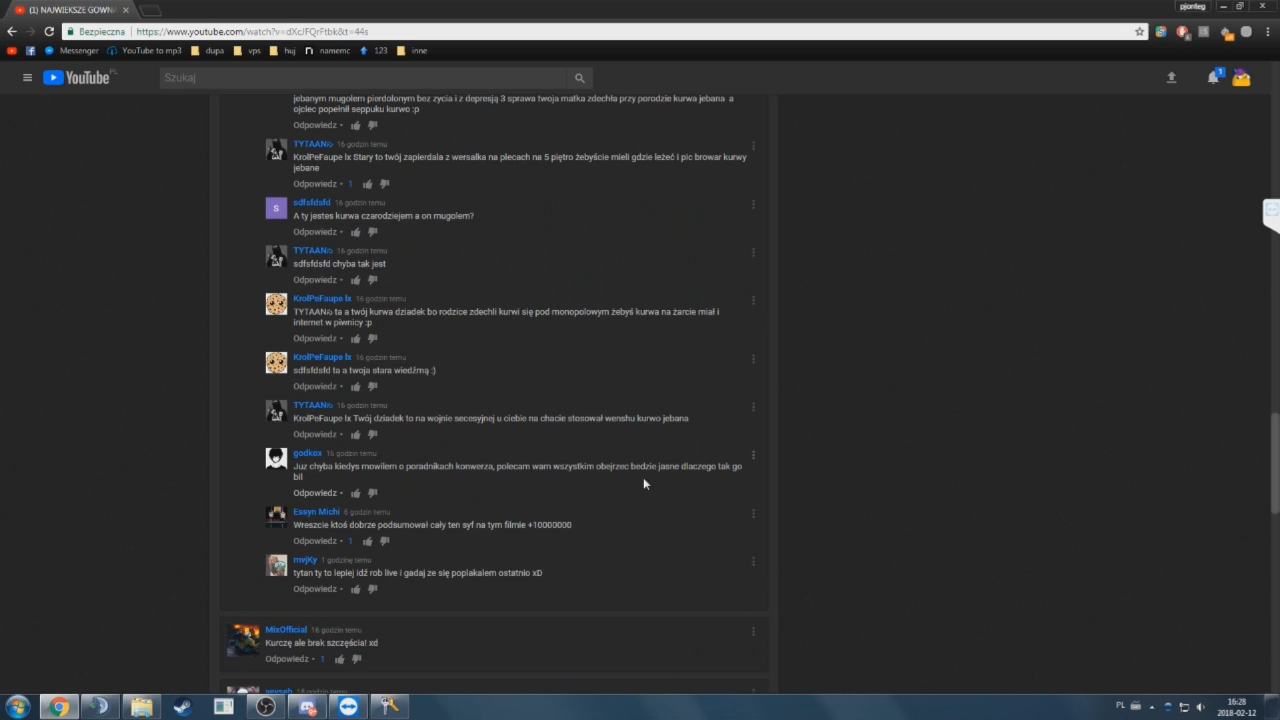 (1) NAJWIEKSZE GOWNA
pjonteg
Bezpieczna
https://www.youtube.com/watch?v=dXcJFQrFtbk&t=44s
Messenger
YouTube to mp3
dupa
vps
huj
namemc
123
inne
YouTube PL
Szukaj
1
jebanym mugolem pierdolonym bez zycia i z depresją 3 sprawa twoja matka zdechła przy porodzie kurwa jebana a
ojciec popełnił seppuku kurwo :p
Odpowiedz •
TYTAAN 16 godzin temu
KrolPeFaupe lx Stary to twój zapierdala z wersalka na plecach na 5 piętro żebyście mieli gdzie leżeć i pic browar kurwy
jebane
Odpowiedz • 1
S
sdfsfdsfd 16 godzin temu
A ty jestes kurwa czarodziejem a on mugolem?
Odpowiedz •
TYTAAN 16 godzin temu
sdfsfdsfd chyba tak jest
Odpowiedz •
KrolPeFaupe lx 16 godzin temu
TYTAAN ta a twój kurwa dziadek bo rodzice zdechli kurwi się pod monopolowym żebyś kurwa na żarcie miał i
internet w piwnicy :p
Odpowiedz •
KrolPeFaupe lx 16 godzin temu
sdfsfdsfd ta a twoja stara wiedźmą :)
Odpowiedz •
TYTAAN 16 godzin temu
KrolPeFaupe lx Twój dziadek to na wojnie secesyjnej u ciebie na chacie stosował wenshu kurwo jebana
Odpowiedz •
godkox 15 godzin temu
Juz chyba kiedys mowilem o poradnikach konwerza, polecam wam wszystkim obejrzec bedzie jasne dlaczego tak go
bil
Odpowiedz •
Essyn Michi 6 godzin temu
Wreszcie ktoś dobrze podsumował cały ten syf na tym filmie +10000000
Odpowiedz • 1
mvjKy 1 godzinę temu
tytan ty to lepiej idź rob live i gadaj ze się poplakalem ostatnio xD
Odpowiedz •
MixOfficial 16 godzin temu
Kurczę ale brak szczęścia! xd
Odpowiedz • 1
18 godzin temu
PL
16:28
2018-02-12